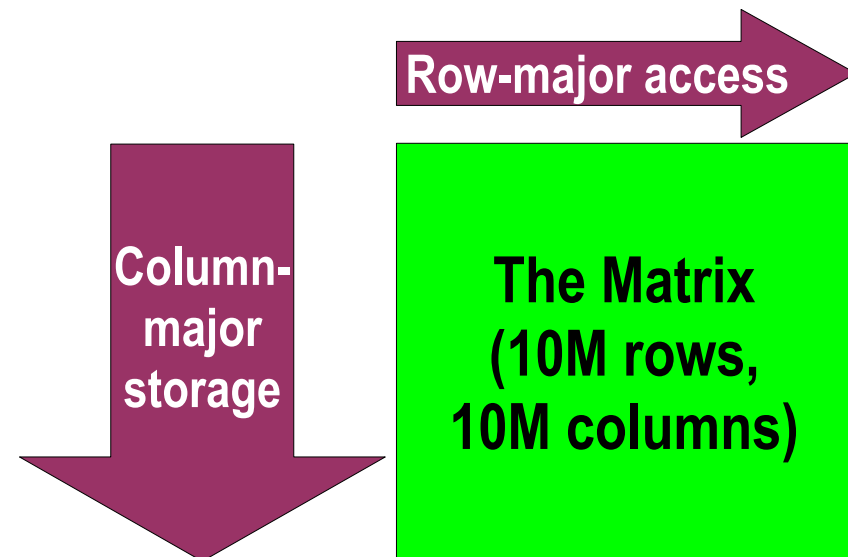 Row-major access
Column-
major
storage
The Matrix
(10M rows,
10M columns)